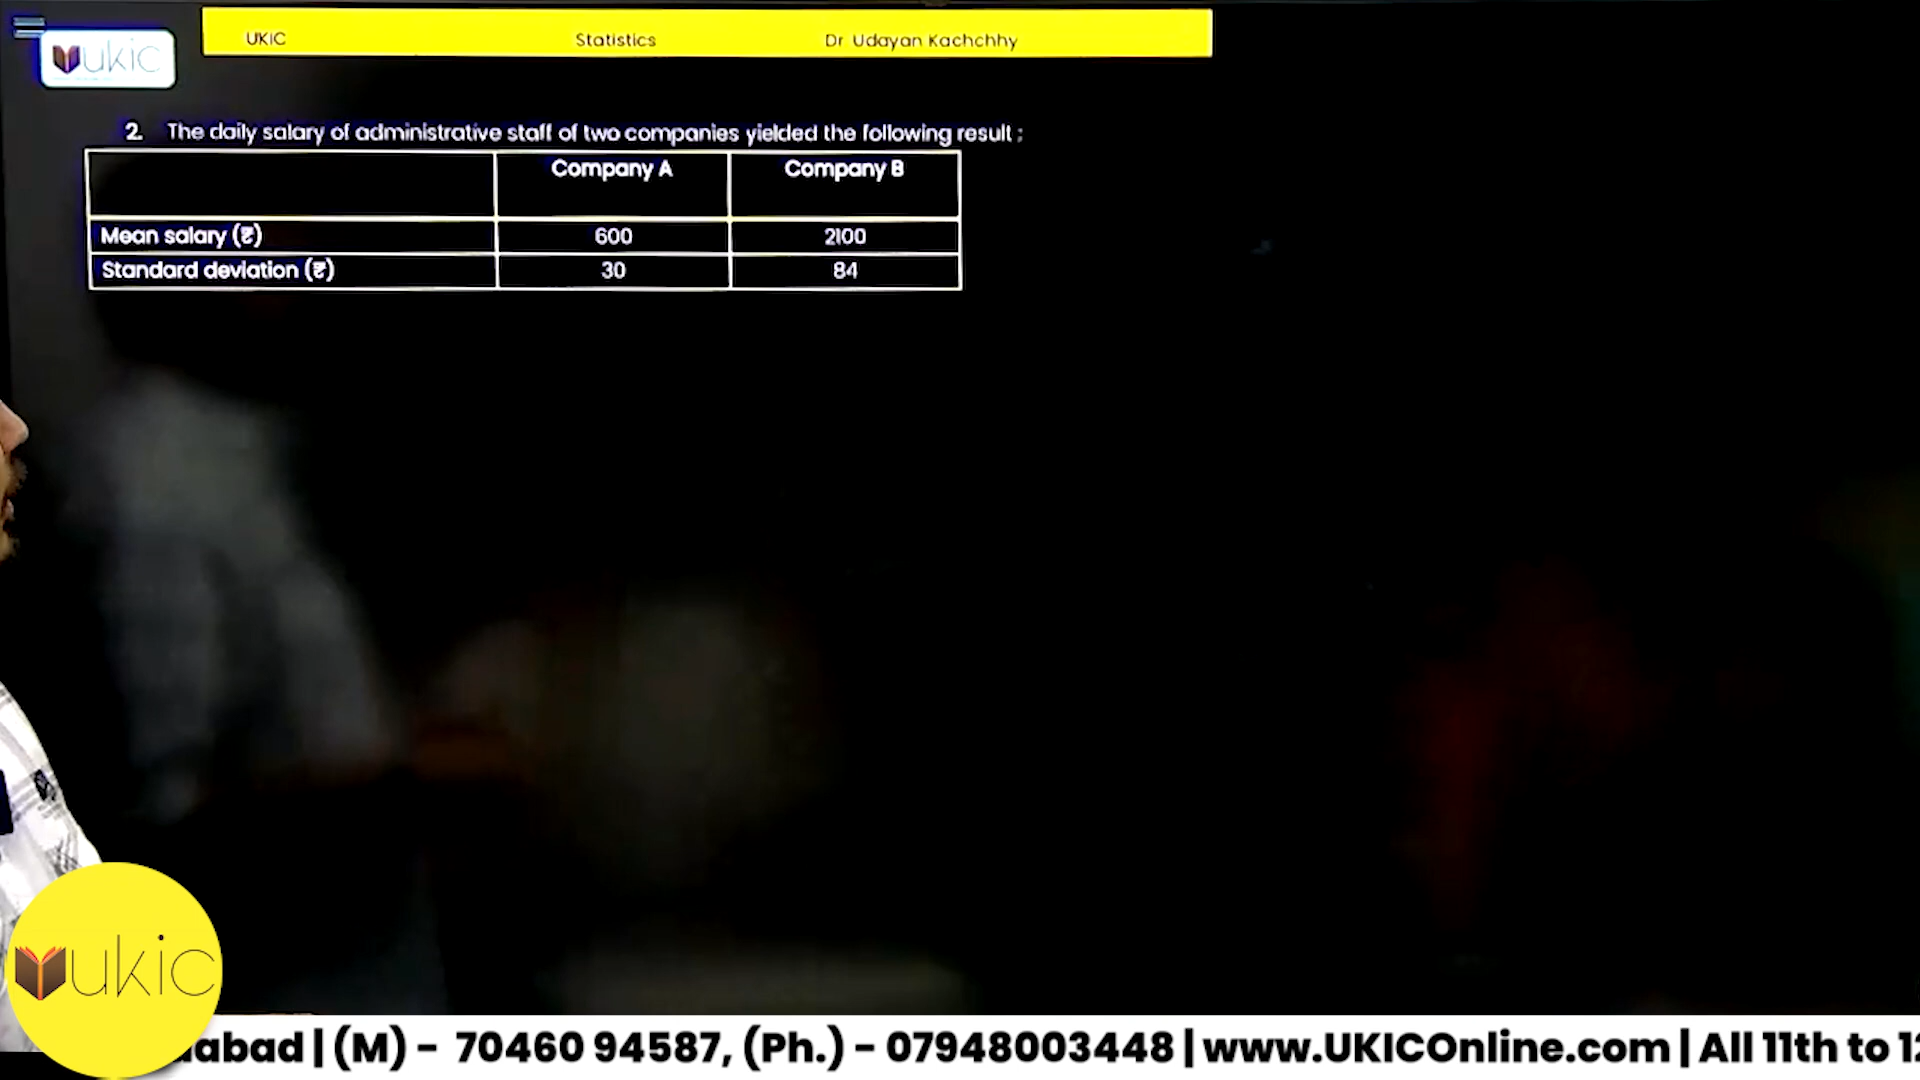 UKIC Statistics Dr. Udayan Kachchhy
ukic
2. The daily salary of administrative staff of two companies yielded the following result :
Company A Company B
Mean salary (₹) 600 2100
Standard deviation (₹) 30 84
ukic
abad | (M) - 70460 94587, (Ph.) - 07948003448 | www.UKICOnline.com | All 11th to 12